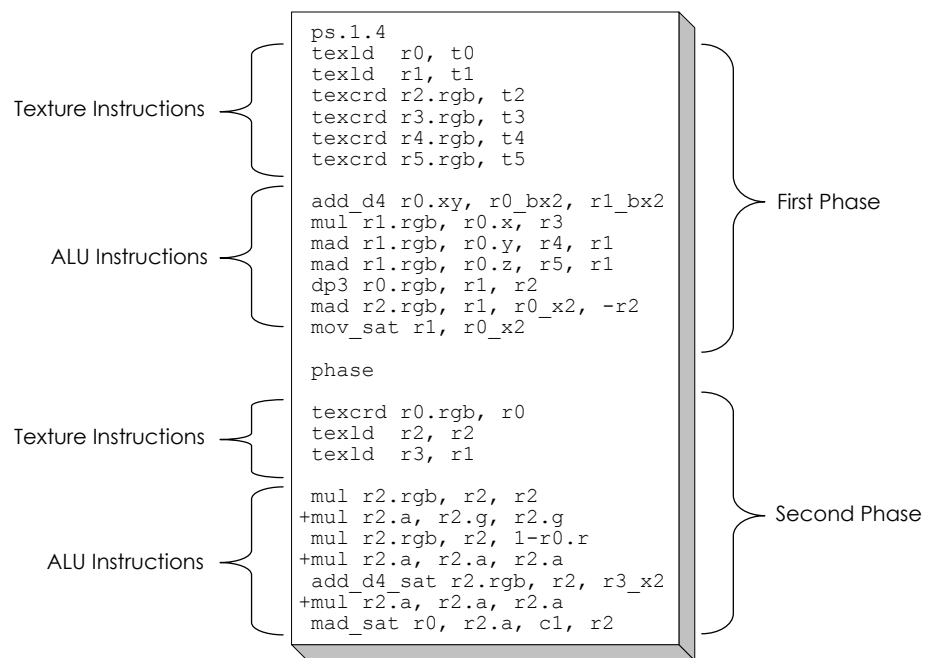 ps.1.4
texld r0, t0
texld r1, t1
texcrd r2.rgb, t2
texcrd r3.rgb, t3
texcrd r4.rgb, t4
texcrd r5.rgb, t5
Texture Instructions
add_d4 r0.xy, r0_bx2, r1_bx2
mul r1.rgb, r0.x, r3
mad r1.rgb, r0.y, r4, r1
mad r1.rgb, r0.z, r5, r1
dp3 r0.rgb, r1, r2
mad r2.rgb, r1, r0_x2, -r2
mov_sat r1, r0_x2
ALU Instructions
First Phase
phase
texcrd r0.rgb, r0
texld r2, r2
texld r3, r1
Texture Instructions
mul r2.rgb, r2, r2
+mul r2.a, r2.g, r2.g
mul r2.rgb, r2, 1-r0.r
+mul r2.a, r2.a, r2.a
add_d4_sat r2.rgb, r2, r3_x2
+mul r2.a, r2.a, r2.a
mad_sat r0, r2.a, c1, r2
ALU Instructions
Second Phase